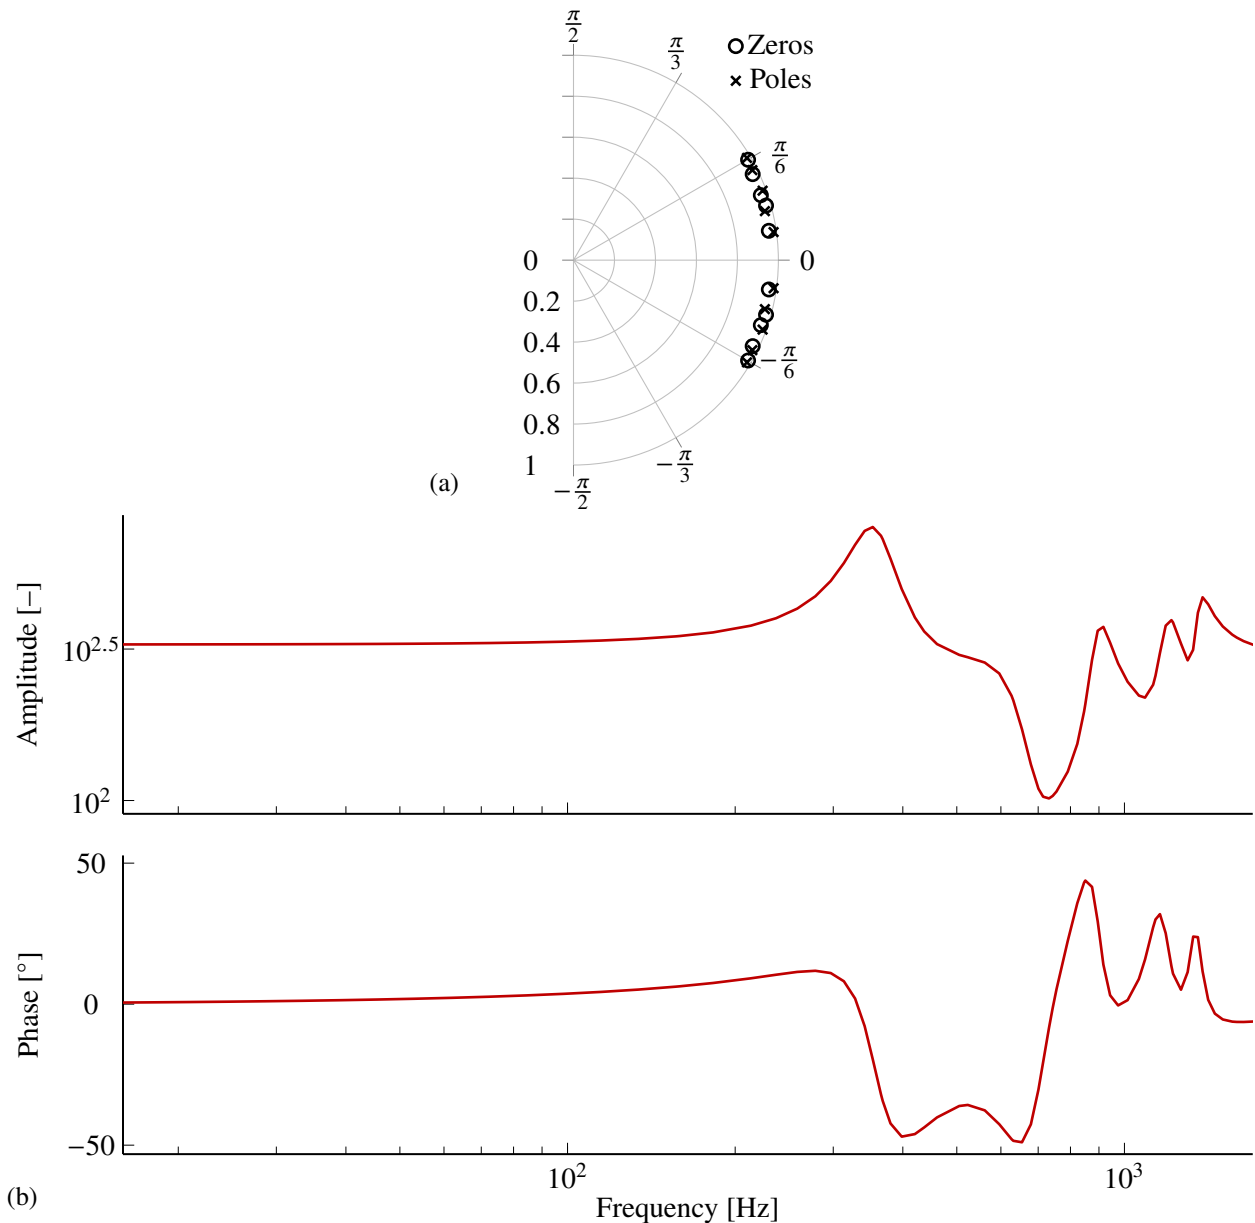 π/2
π/3
Zeros
Poles
π/6
0
0
0.2
0.4
0.6
0.8
1
−π/6
−π/3
−π/2
(a)
Amplitude [−]
10^2.5
10^2
Phase [°]
50
0
−50
10^2
10^3
Frequency [Hz]
(b)